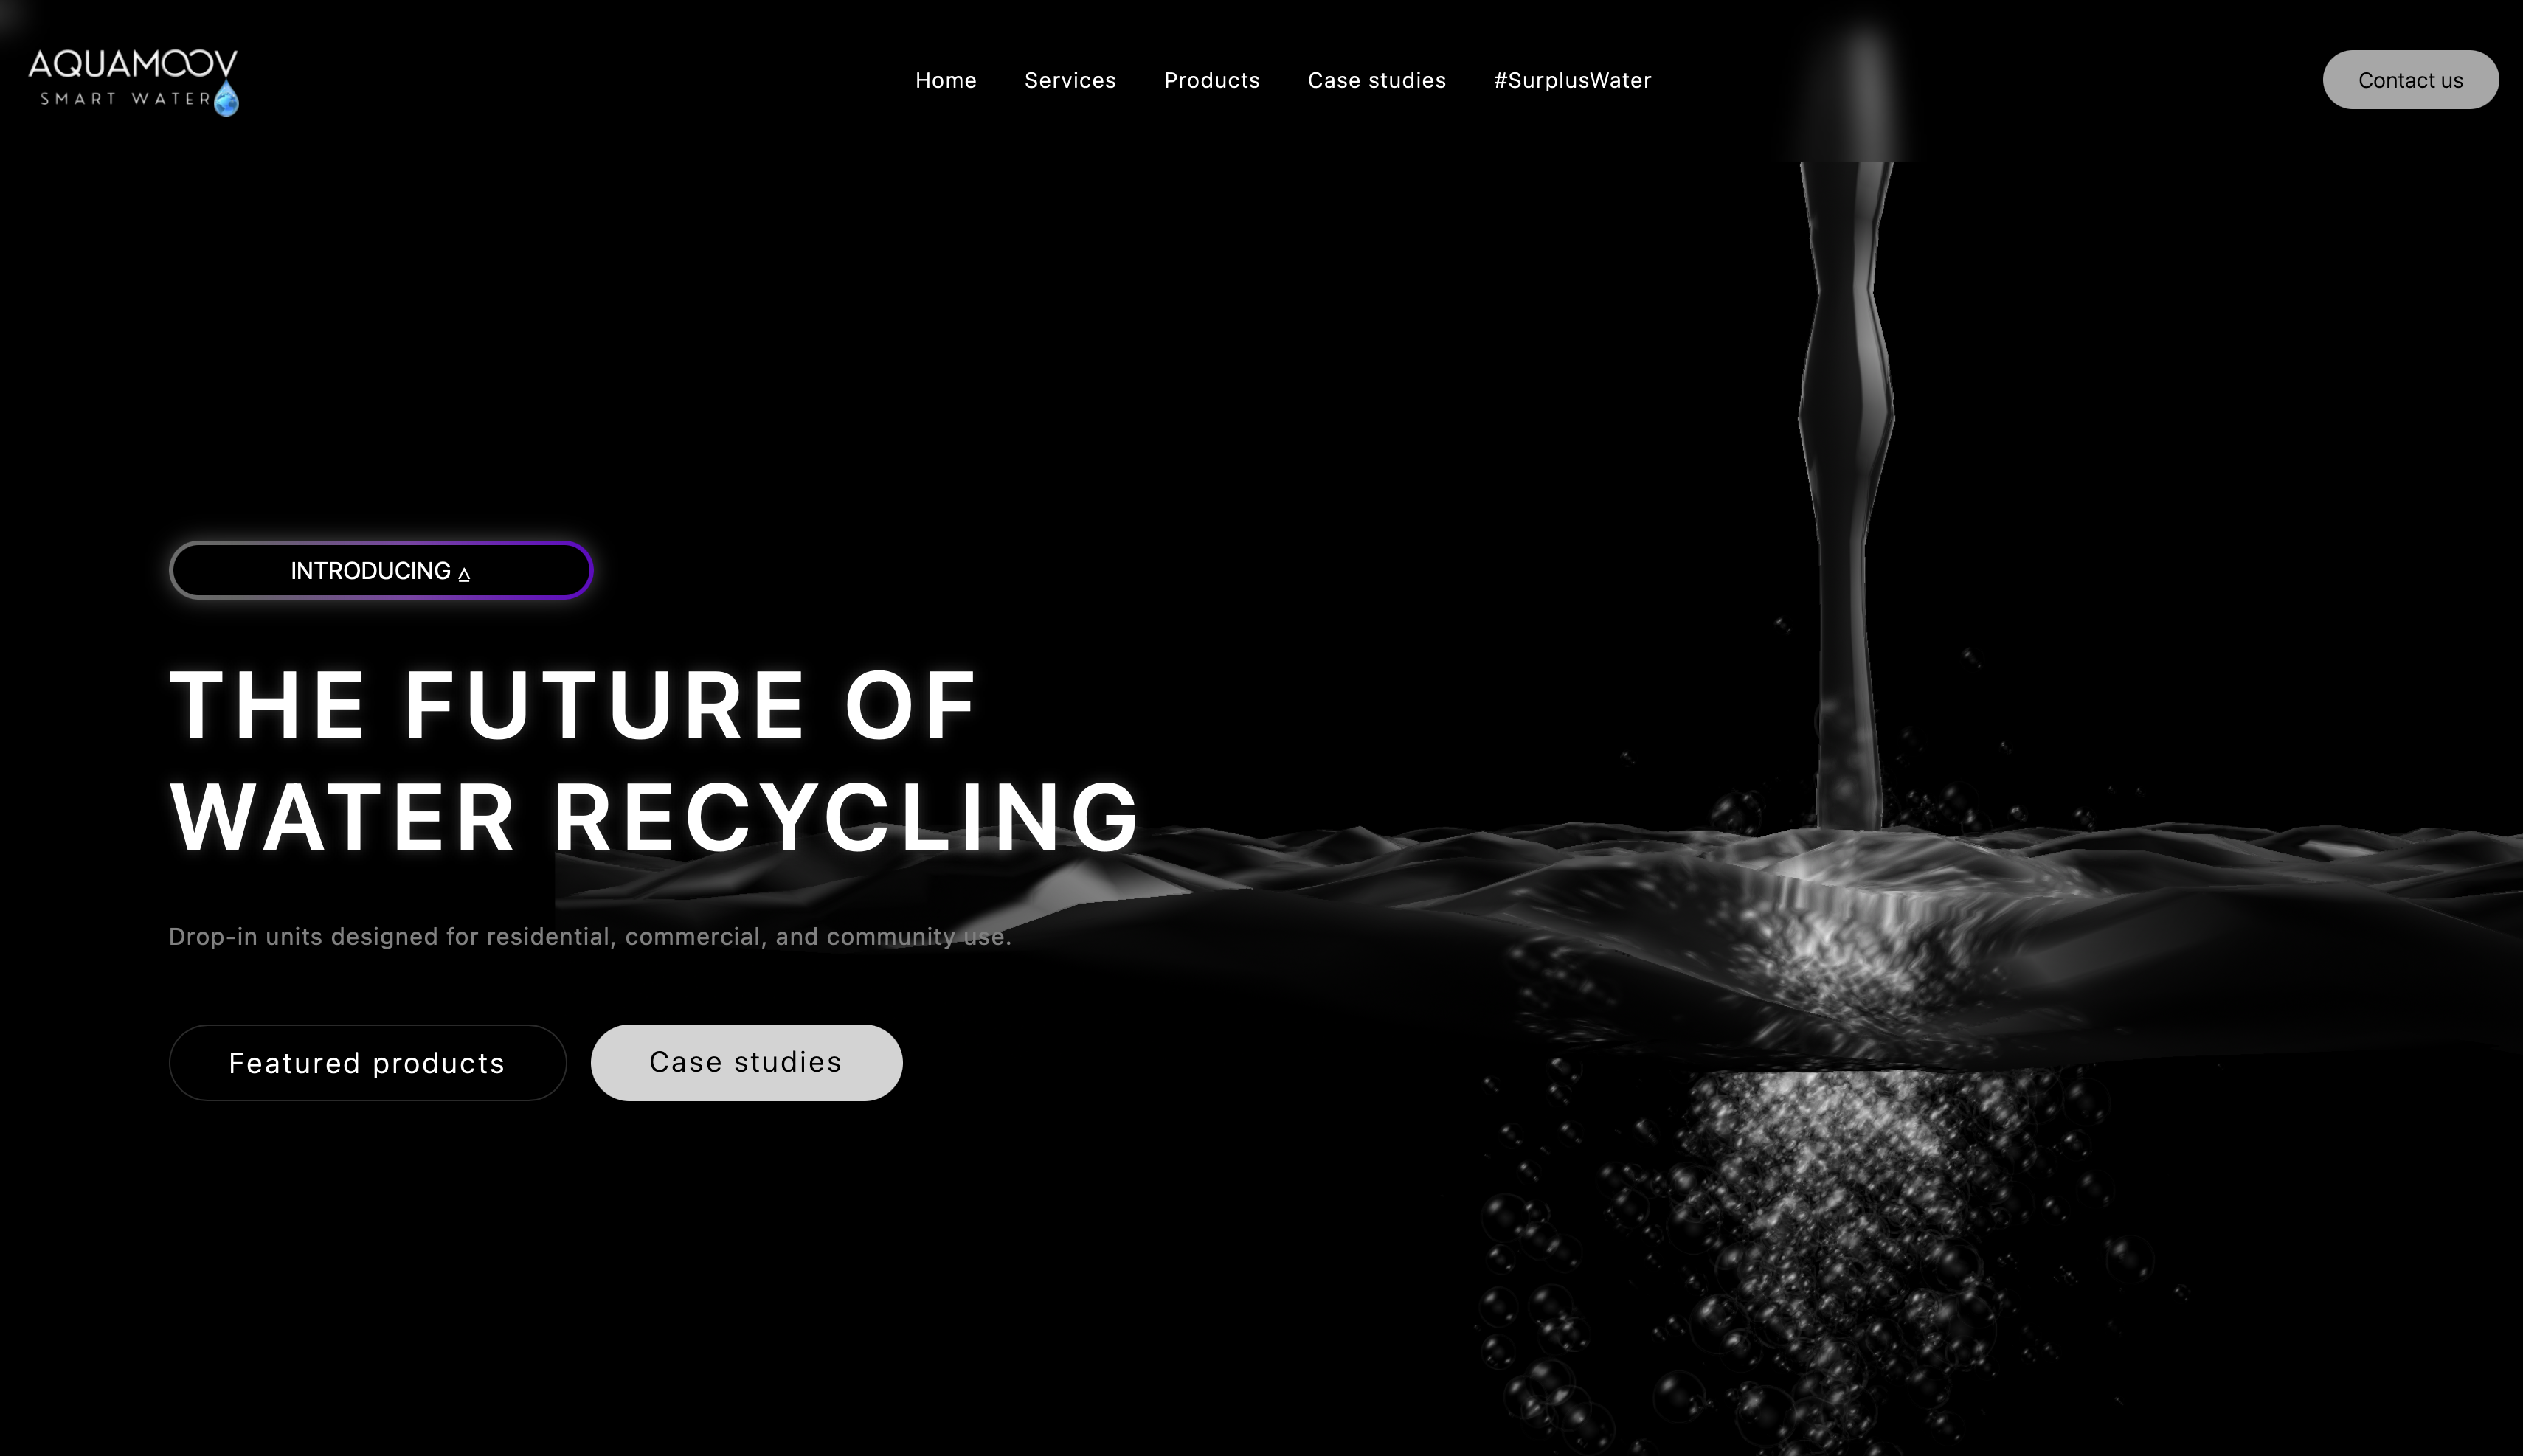 AQUAMOOV
SMART WATER
Home Services Products Case studies #SurplusWater
Contact us
INTRODUCING ⍙
THE FUTURE OF
WATER RECYCLING
Drop-in units designed for residential, commercial, and community use.
Featured products Case studies